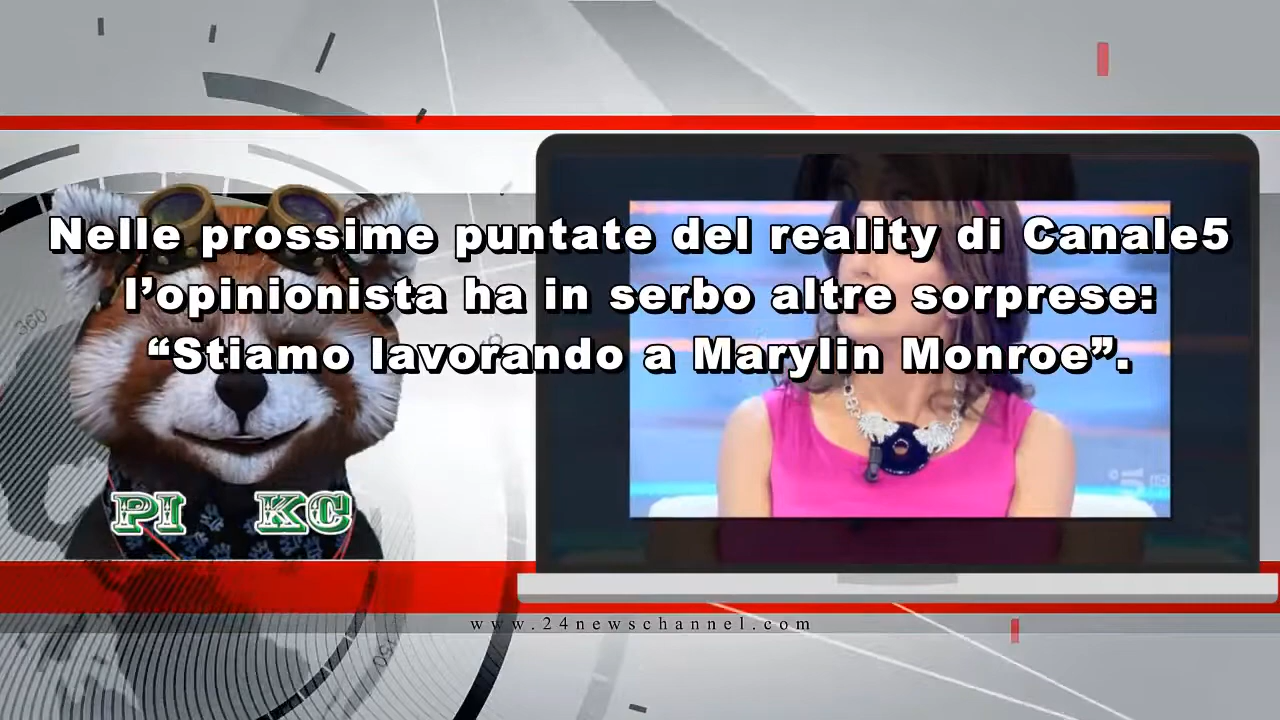 Nelle prossime puntate del reality di Canale5
l’opinionista ha in serbo altre sorprese:
“Stiamo lavorando a Marylin Monroe”.
360
PI KC
www.24newschannel.com